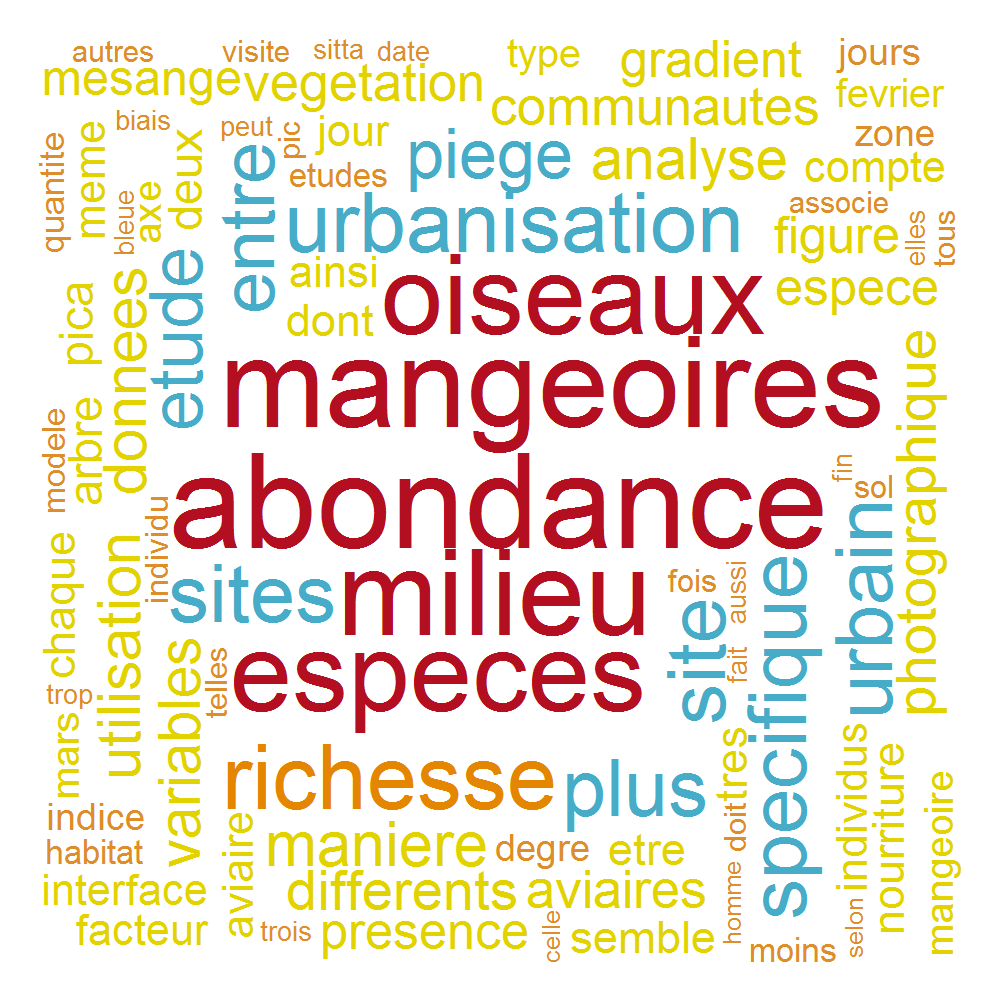 autres
visite
sitta
date
type
gradient
jours
mesange
vegetation
communautes
fevrier
biais
peut
pic
jour
piege
analyse
zone
compte
quantite
meme
bleue
axe
deux
entre
etudes
urbanisation
associe
figure
elles
tous
ainsi
oiseaux
espece
dont
pica
donnees
etude
mangeoires
photographique
modele
arbre
abondance
fin
sol
individu
chaque
utilisation
sites
milieu
fois
aussi
urbain
site
specifique
fait
especes
telles
variables
trop
mars
richesse
plus
tres
individus
nourriture
mangeoire
indice
habitat
maniere
degre
etre
doit
interface
aviaire
differents
aviaires
homme
selon
facteur
trois
presence
celle
semble
moins